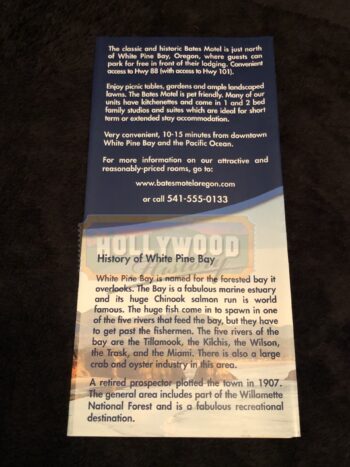 The classic and historic Bates Motel is just north
of White Pine Bay, Oregon, where guests can
park for free in front of their lodging. Convenient
access to Hwy 88 (with access to Hwy 101).
Enjoy picnic tables, gardens and ample landscaped
lawns. The Bates Motel is pet friendly. Many of our
units have kitchenettes and come in 1 and 2 bed
family studios and suites which are ideal for short
term or extended stay accommodation.
Very convenient, 10-15 minutes from downtown
White Pine Bay and the Pacific Ocean.
For more information on our attractive and
reasonably-priced rooms, go to:
www.batesmoteloregon.com
or call 541-555-0133
HOLLYWOOD
History of White Pine Bay
White Pine Bay is named for the forested bay it
overlooks. The Bay is a fabulous marine estuary
and its huge Chinook salmon run is world
famous. The huge fish come in to spawn in one
of the five rivers that feed the bay, but they have
to get past the fishermen. The five rivers of the
bay are the Tillamook, the Kilchis, the Wilson,
the Trask, and the Miami. There is also a large
crab and oyster industry in this area.
A retired prospector plotted the town in 1907.
The general area includes part of the Willamette
National Forest and is a fabulous recreational
destination.